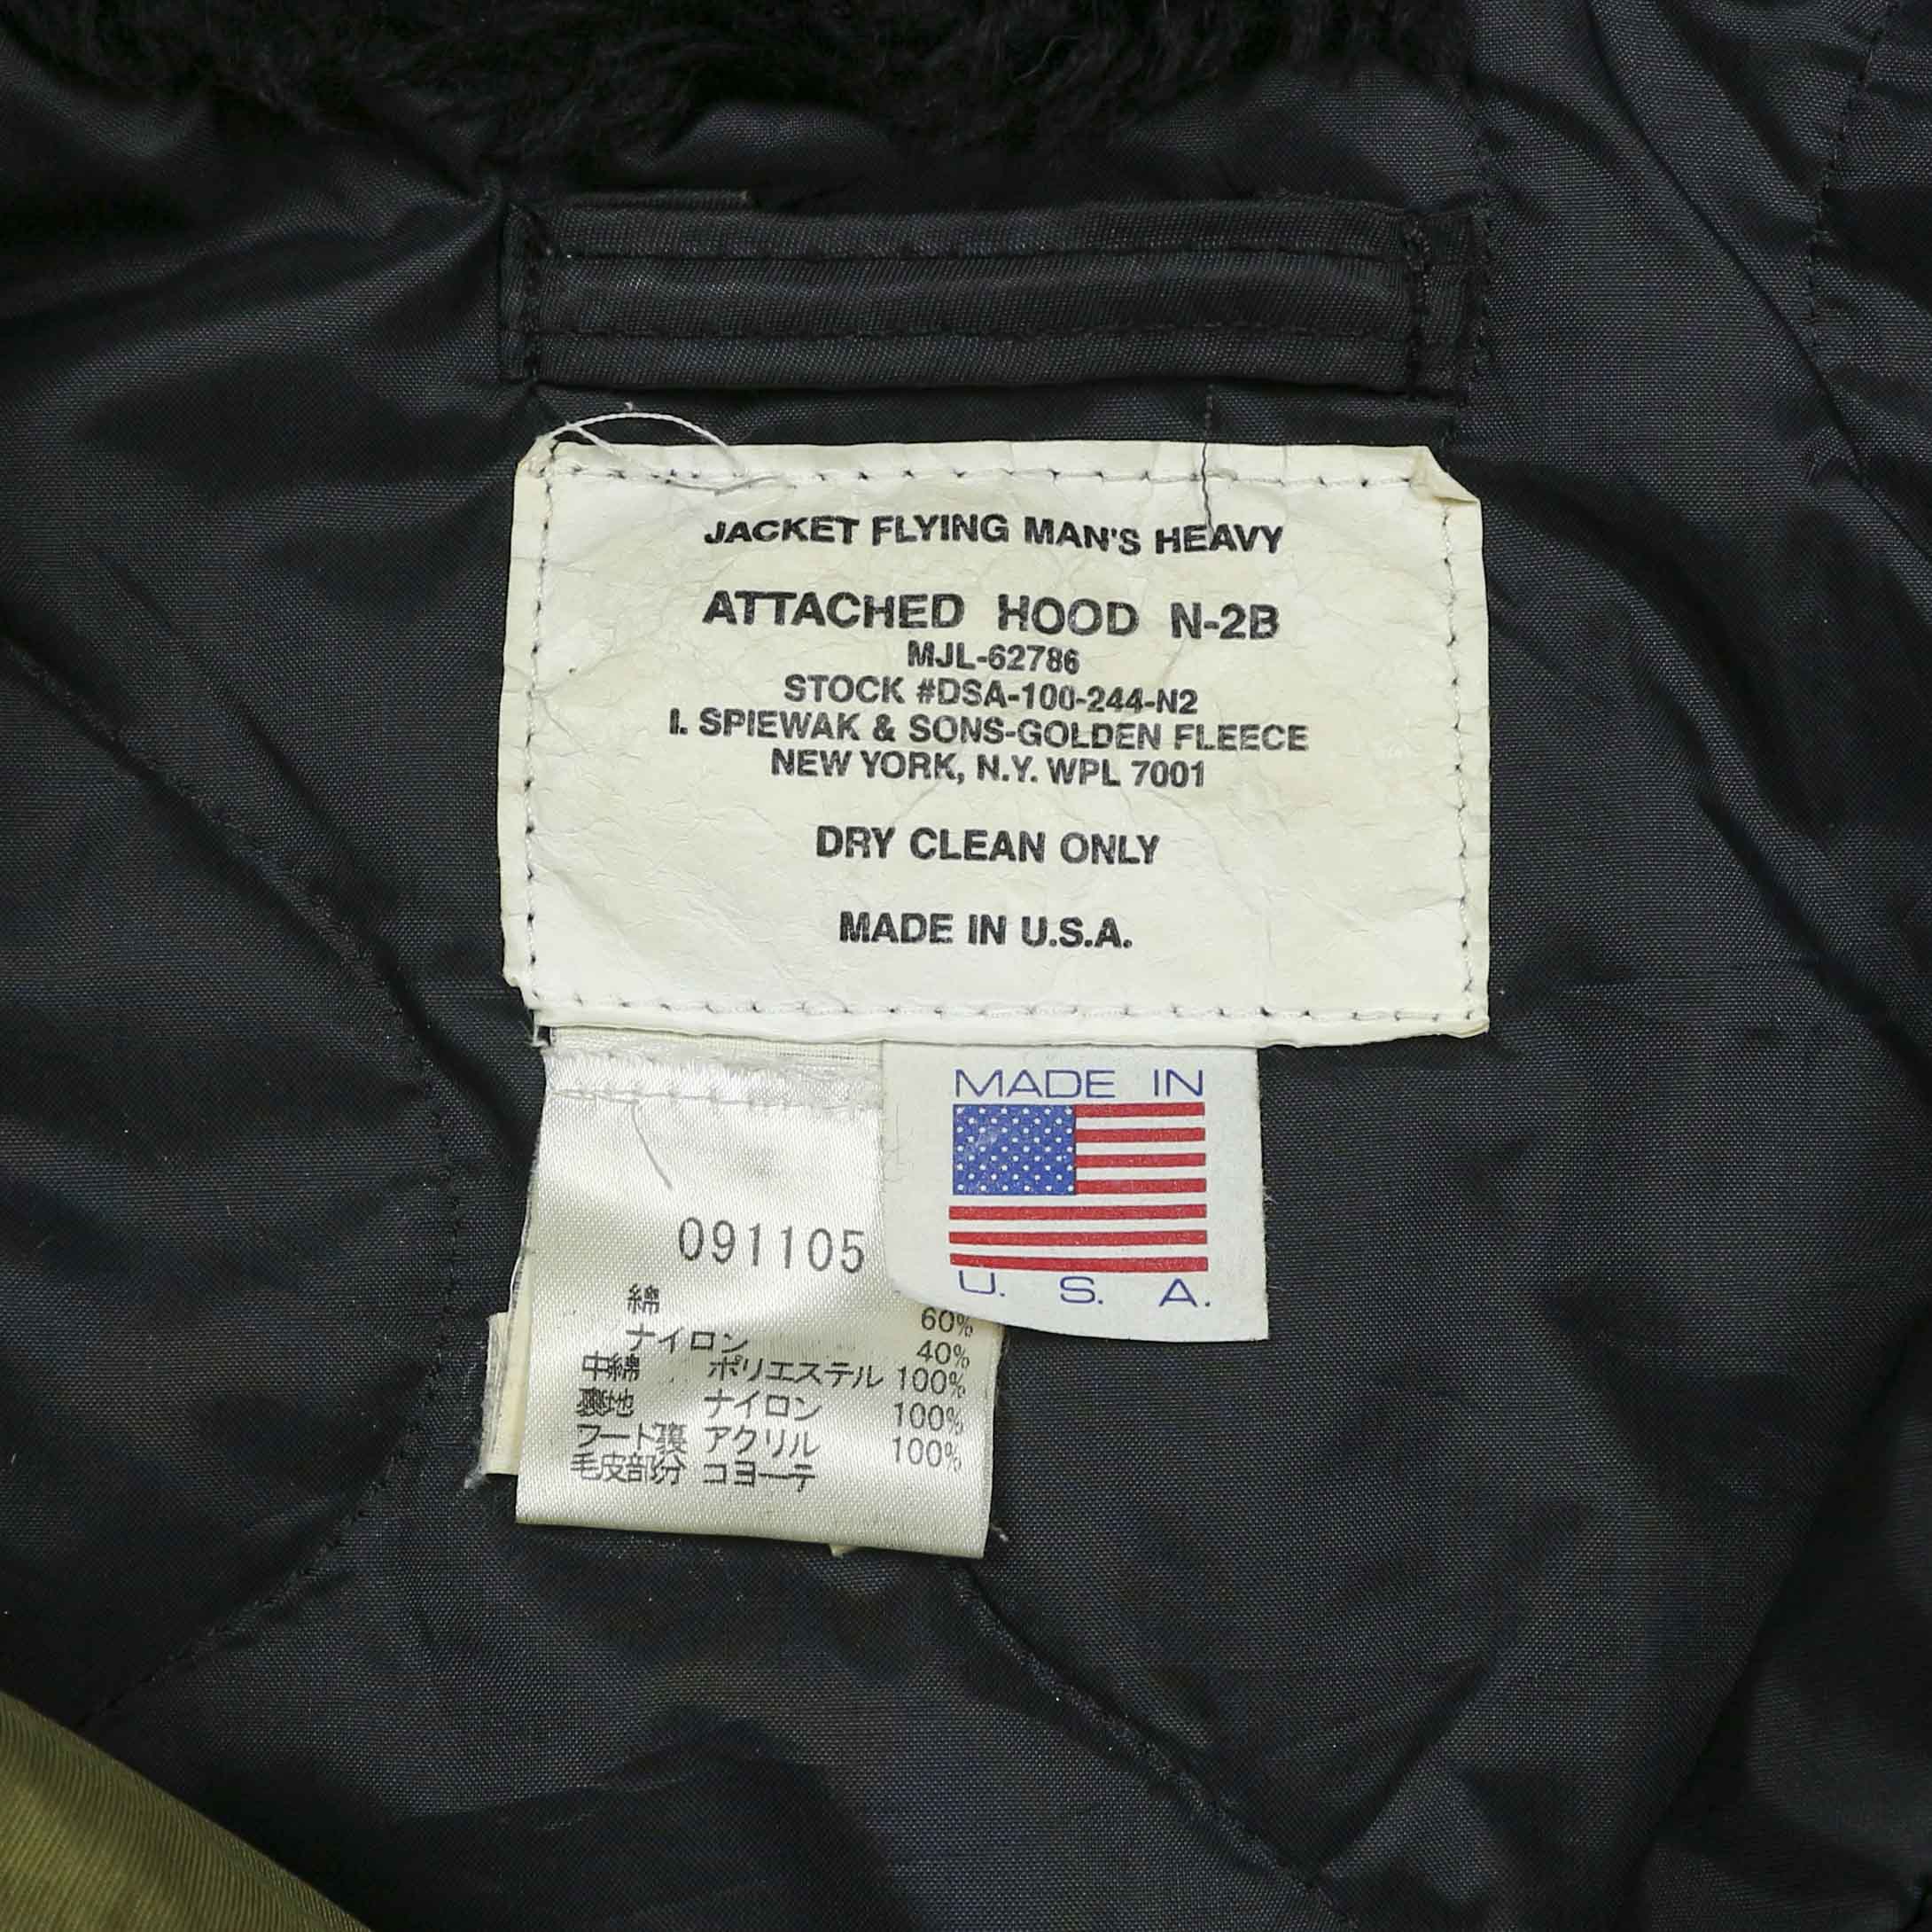 JACKET FLYING MAN'S HEAVY
ATTACHED HOOD N-2B
MJL-62786
STOCK #DSA-100-244-N2
I. SPIEWAK & SONS-GOLDEN FLEECE
NEW YORK, N.Y. WPL 7001
DRY CLEAN ONLY
MADE IN U.S.A.
MADE IN
U. S. A.
091105
綿 60%
ナイロン 40%
中綿 ポリエステル 100%
裏地 ナイロン 100%
フード裏 アクリル 100%
毛皮部分 コヨーテ